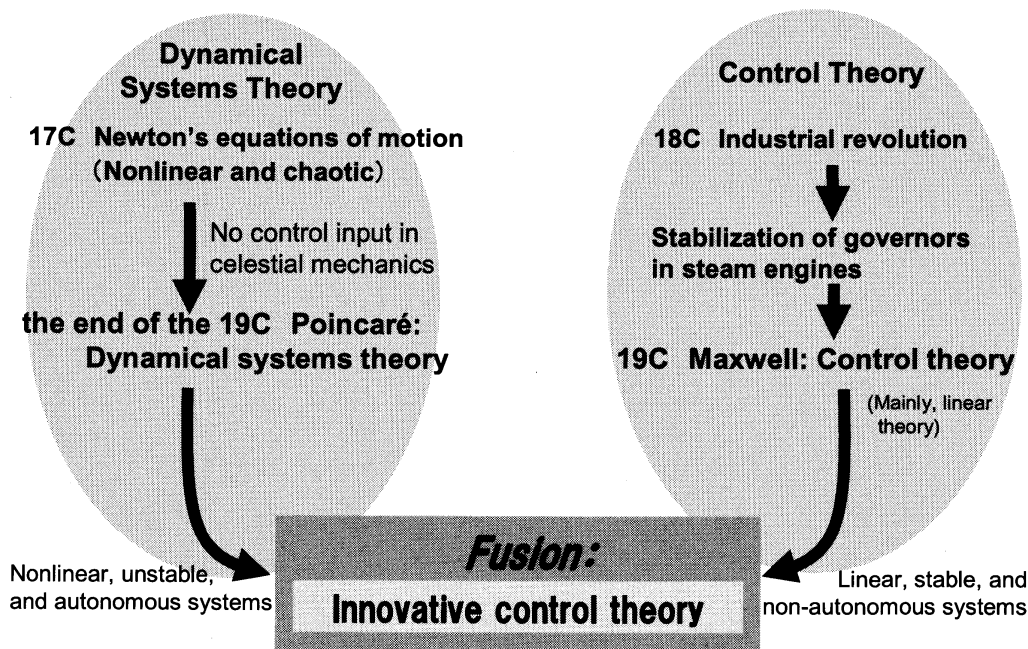 Dynamical
Systems Theory
17C Newton's equations of motion
(Nonlinear and chaotic)
No control input in
celestial mechanics
the end of the 19C Poincaré:
Dynamical systems theory
Nonlinear, unstable,
and autonomous systems
Control Theory
18C Industrial revolution
Stabilization of governors
in steam engines
19C Maxwell: Control theory
(Mainly, linear
theory)
Linear, stable, and
non-autonomous systems
Fusion:
Innovative control theory